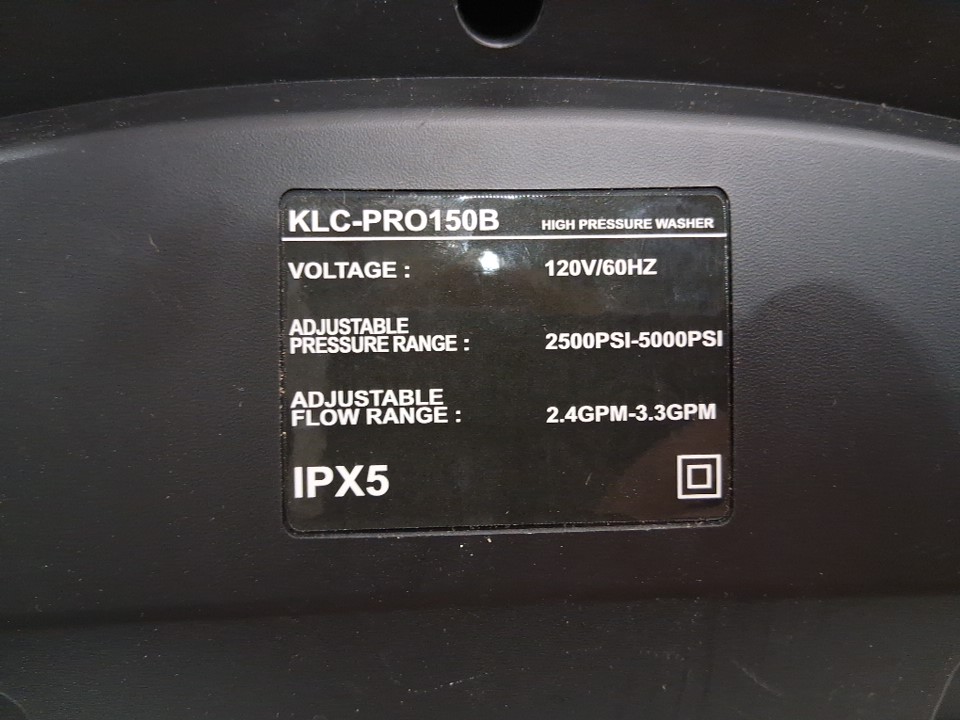 KLC-PRO150B HIGH PRESSURE WASHER
VOLTAGE : 120V/60HZ
ADJUSTABLE
PRESSURE RANGE : 2500PSI-5000PSI
ADJUSTABLE
FLOW RANGE : 2.4GPM-3.3GPM
IPX5